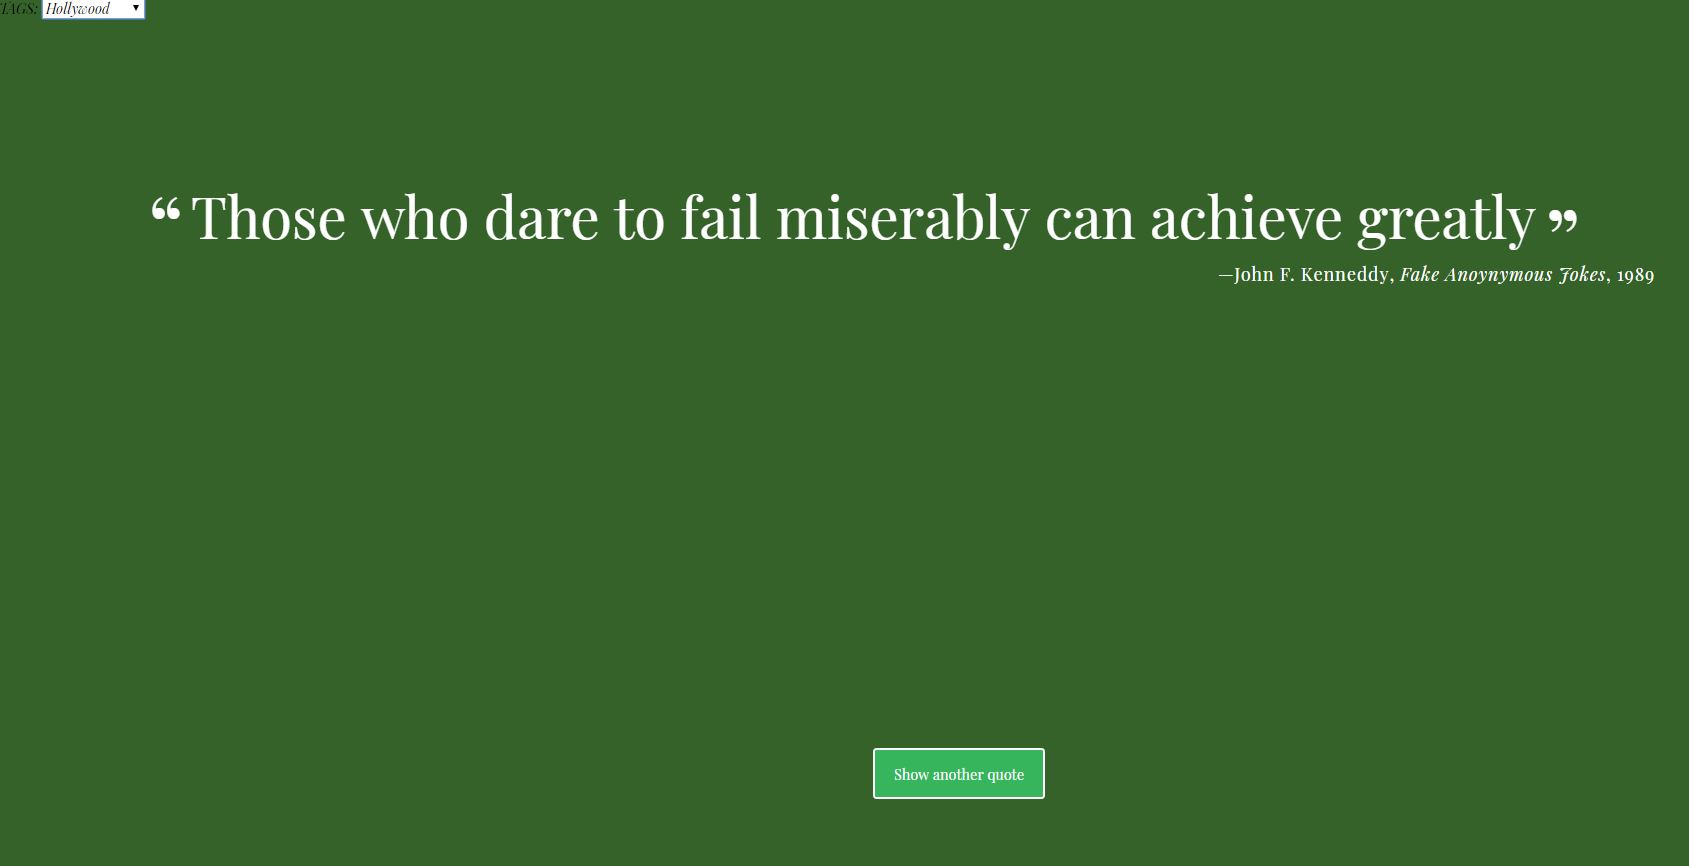 TAGS: Hollywood
“ Those who dare to fail miserably can achieve greatly ”
—John F. Kenneddy, Fake Anoynymous Jokes, 1989
Show another quote